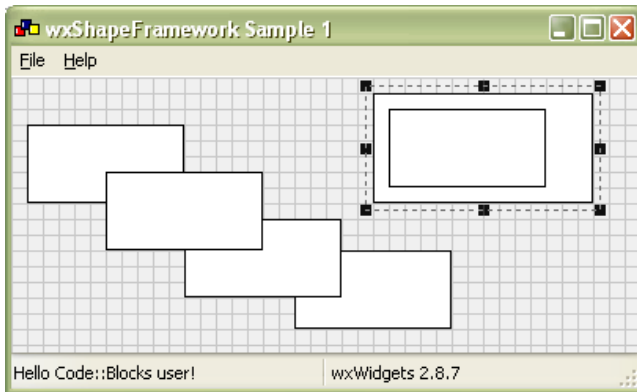 wxShapeFramework Sample 1
File Help
Hello Code::Blocks user! wxWidgets 2.8.7